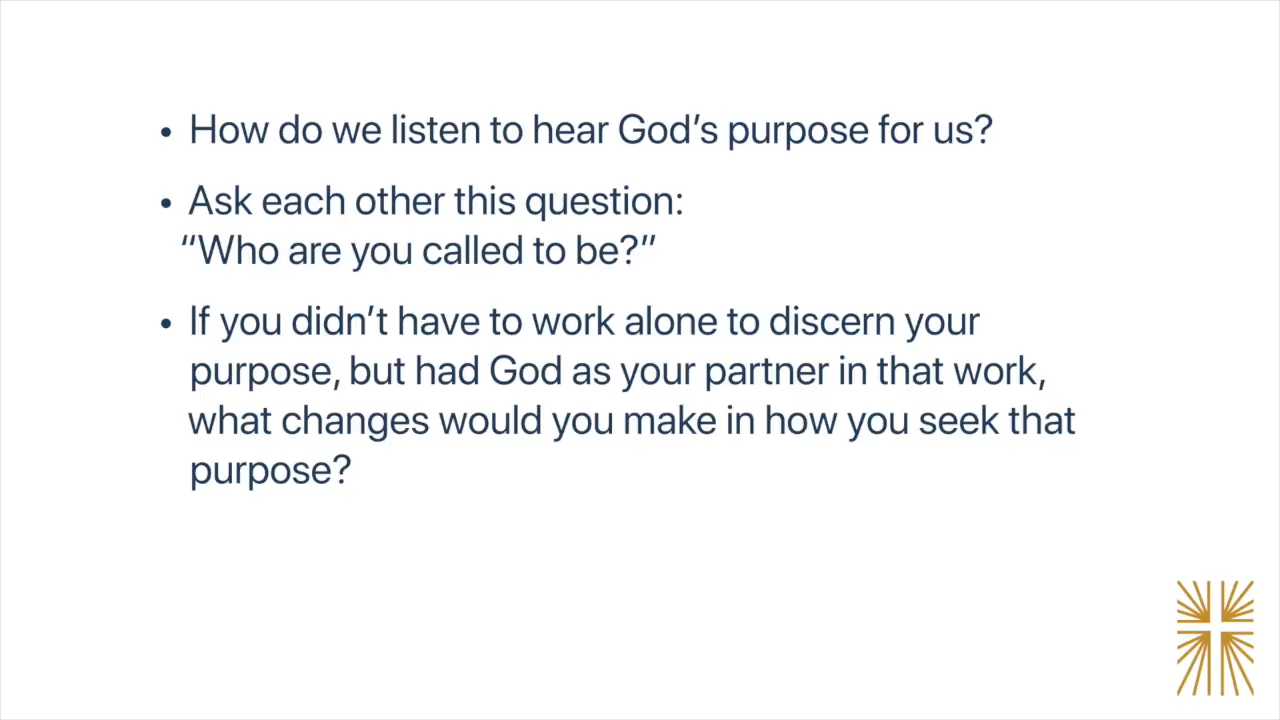 • How do we listen to hear God’s purpose for us?
• Ask each other this question:
“Who are you called to be?”
• If you didn’t have to work alone to discern your
purpose, but had God as your partner in that work,
what changes would you make in how you seek that
purpose?